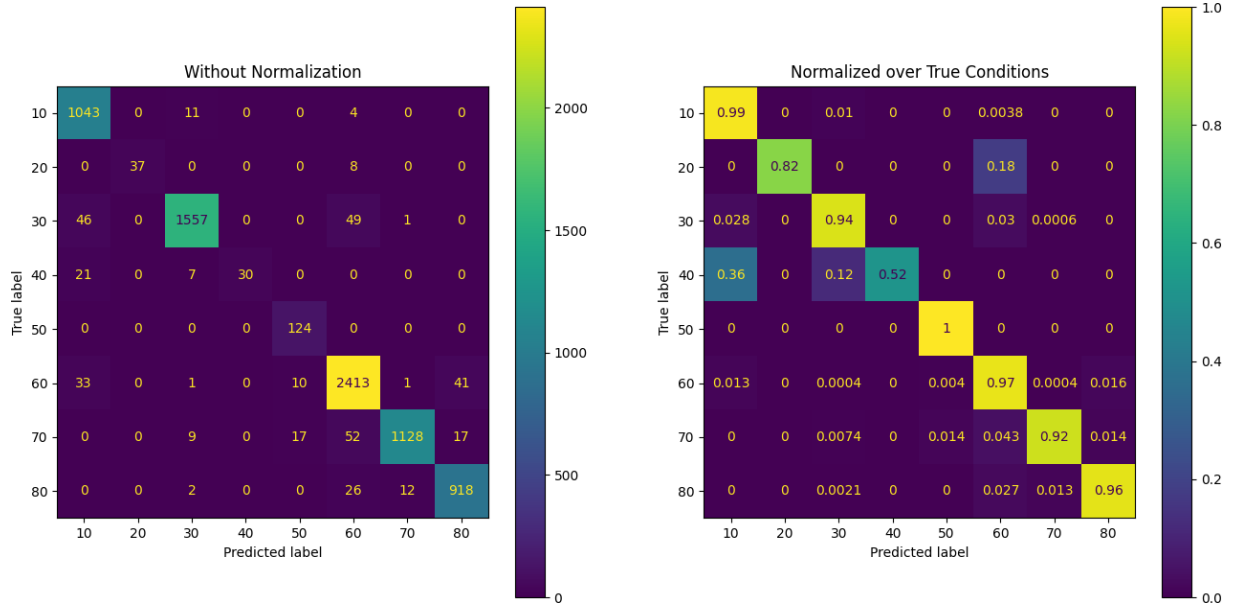 Without Normalization
10 1043 0 11 0 0 4 0 0
20 0 37 0 0 0 8 0 0
30 46 0 1557 0 0 49 1 0
40 21 0 7 30 0 0 0 0
50 0 0 0 0 124 0 0 0
60 33 0 1 0 10 2413 1 41
70 0 0 9 0 17 52 1128 17
80 0 0 2 0 0 26 12 918
10 20 30 40 50 60 70 80
Predicted label
True label
2000
1500
1000
500
0
Normalized over True Conditions
10 0.99 0 0.01 0 0 0.0038 0 0
20 0 0.82 0 0 0 0.18 0 0
30 0.028 0 0.94 0 0 0.03 0.0006 0
40 0.36 0 0.12 0.52 0 0 0 0
50 0 0 0 0 1 0 0 0
60 0.013 0 0.0004 0 0.004 0.97 0.0004 0.016
70 0 0 0.0074 0 0.014 0.043 0.92 0.014
80 0 0 0.0021 0 0 0.027 0.013 0.96
10 20 30 40 50 60 70 80
Predicted label
True label
1.0
0.8
0.6
0.4
0.2
0.0